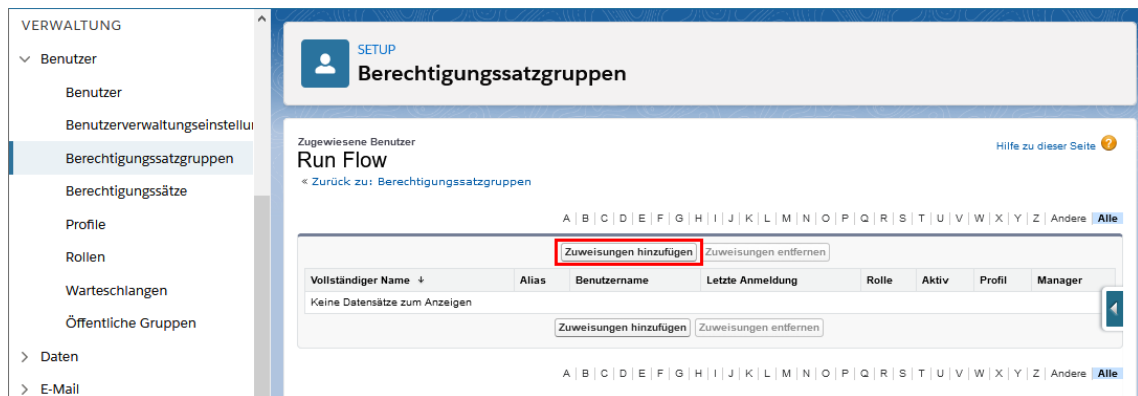 VERWALTUNG
Benutzer
Benutzer
Benutzerverwaltungseinstellu
Berechtigungssatzgruppen
Berechtigungssätze
Profile
Rollen
Warteschlangen
Öffentliche Gruppen
Daten
E-Mail
SETUP
Berechtigungssatzgruppen
Zugewiesene Benutzer
Run Flow
Hilfe zu dieser Seite ?
« Zurück zu: Berechtigungssatzgruppen
A | B | C | D | E | F | G | H | I | J | K | L | M | N | O | P | Q | R | S | T | U | V | W | X | Y | Z | Andere Alle
Zuweisungen hinzufügen Zuweisungen entfernen
Vollständiger Name ↓ Alias Benutzername Letzte Anmeldung Rolle Aktiv Profil Manager
Keine Datensätze zum Anzeigen
Zuweisungen hinzufügen Zuweisungen entfernen
A | B | C | D | E | F | G | H | I | J | K | L | M | N | O | P | Q | R | S | T | U | V | W | X | Y | Z | Andere Alle